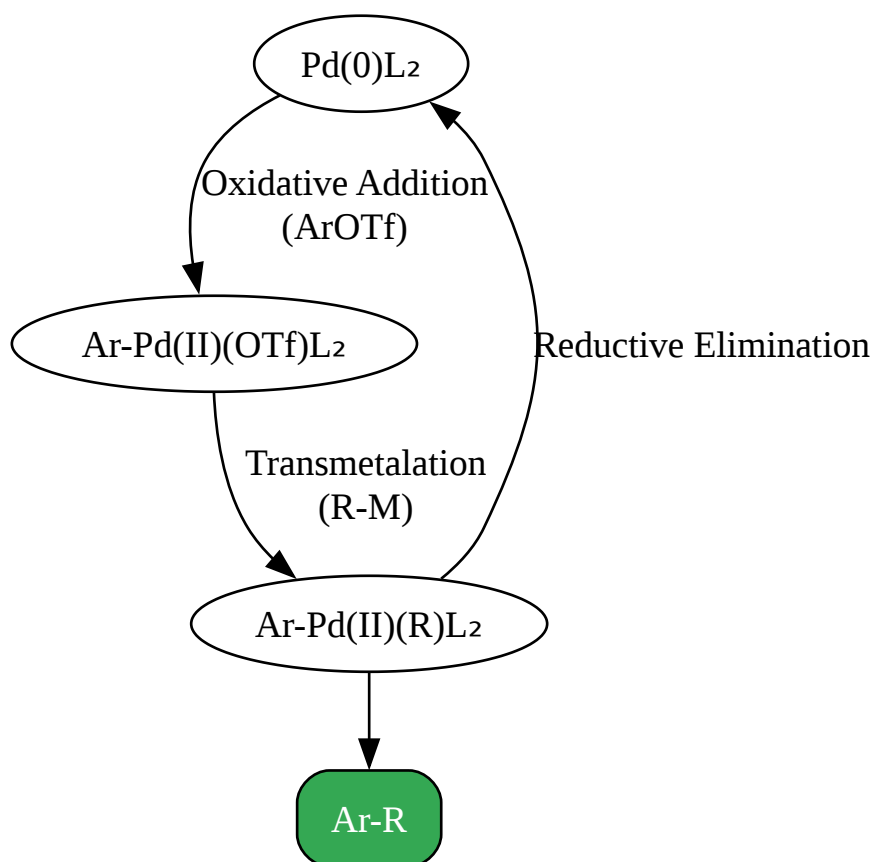 Pd(0)L₂
Oxidative Addition
(ArOTf)
Ar-Pd(II)(OTf)L₂
Reductive Elimination
Transmetalation
(R-M)
Ar-Pd(II)(R)L₂
Ar-R